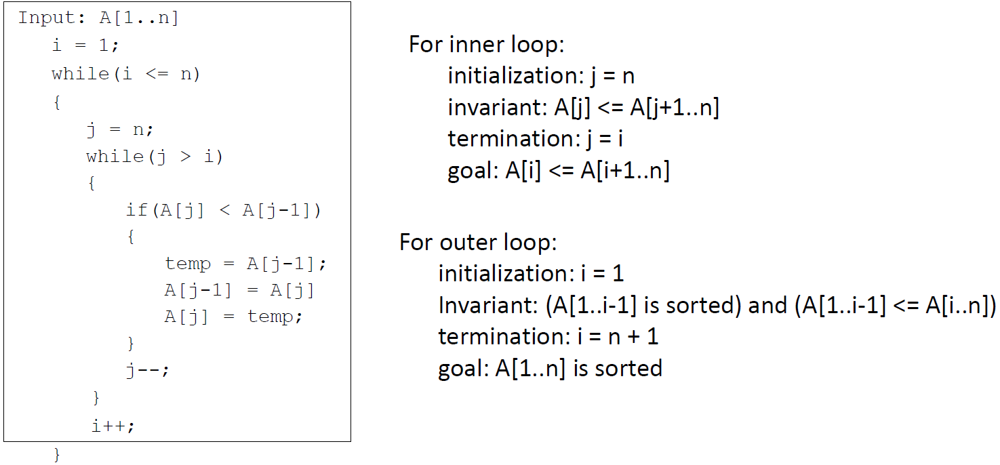 Input: A[1..n]
i = 1;
while(i <= n)
{
j = n;
while(j > i)
{
if(A[j] < A[j-1])
{
temp = A[j-1];
A[j-1] = A[j]
A[j] = temp;
}
j--;
}
i++;
}
For inner loop:
initialization: j = n
invariant: A[j] <= A[j+1..n]
termination: j = i
goal: A[i] <= A[i+1..n]
For outer loop:
initialization: i = 1
Invariant: (A[1..i-1] is sorted) and (A[1..i-1] <= A[i..n])
termination: i = n + 1
goal: A[1..n] is sorted